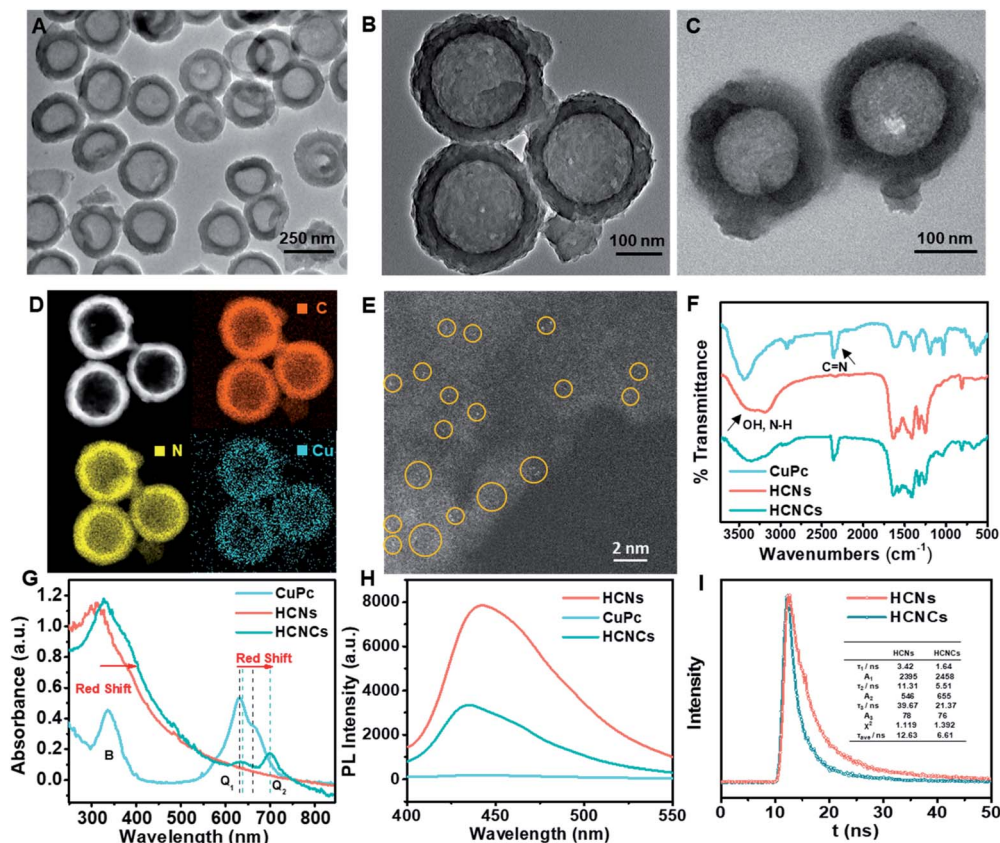 A
250 nm
B
100 nm
C
100 nm
D
C
N
Cu
E
2 nm
F
% Transmittance
C=N
OH, N-H
CuPc
HCNs
HCNCs
3500 3000 2500 2000 1500 1000 500
Wavenumbers (cm⁻¹)
G
Absorbance (a.u.)
1.2
1.0
0.8
0.6
0.4
0.2
0.0
CuPc
HCNs
HCNCs
Red Shift
Red Shift
B
Q₁
Q₂
300 400 500 600 700 800
Wavelength (nm)
H
PL Intensity (a.u.)
8000
6000
4000
2000
0
HCNs
CuPc
HCNCs
400 450 500 550
Wavelength (nm)
I
Intensity
HCNs
HCNCs
HCNs HCNCs
τ₁ / ns 3.42 1.64
A₁ 2395 2458
τ₂ / ns 11.31 5.51
A₂ 546 655
τ₃ / ns 39.67 21.37
A₃ 78 76
χ² 1.119 1.392
τave / ns 12.63 6.61
0 10 20 30 40 50
t (ns)